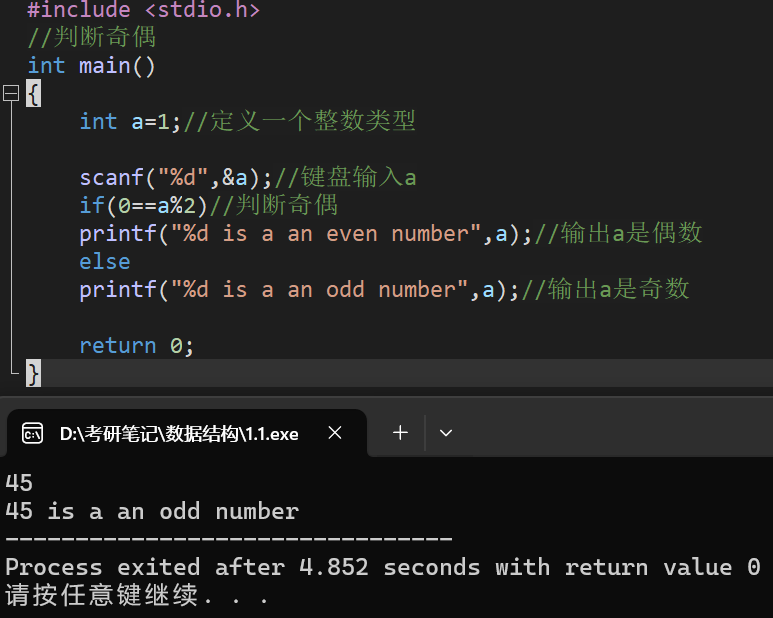 #include <stdio.h>
//判断奇偶
int main()
{
int a=1;//定义一个整数类型
scanf("%d",&a);//键盘输入a
if(0==a%2)//判断奇偶
printf("%d is a an even number",a);//输出a是偶数
else
printf("%d is a an odd number",a);//输出a是奇数
return 0;
}
D:\考研笔记\数据结构\1.1.exe
45
45 is a an odd number
--------------------------------
Process exited after 4.852 seconds with return value 0
请按任意键继续. . .